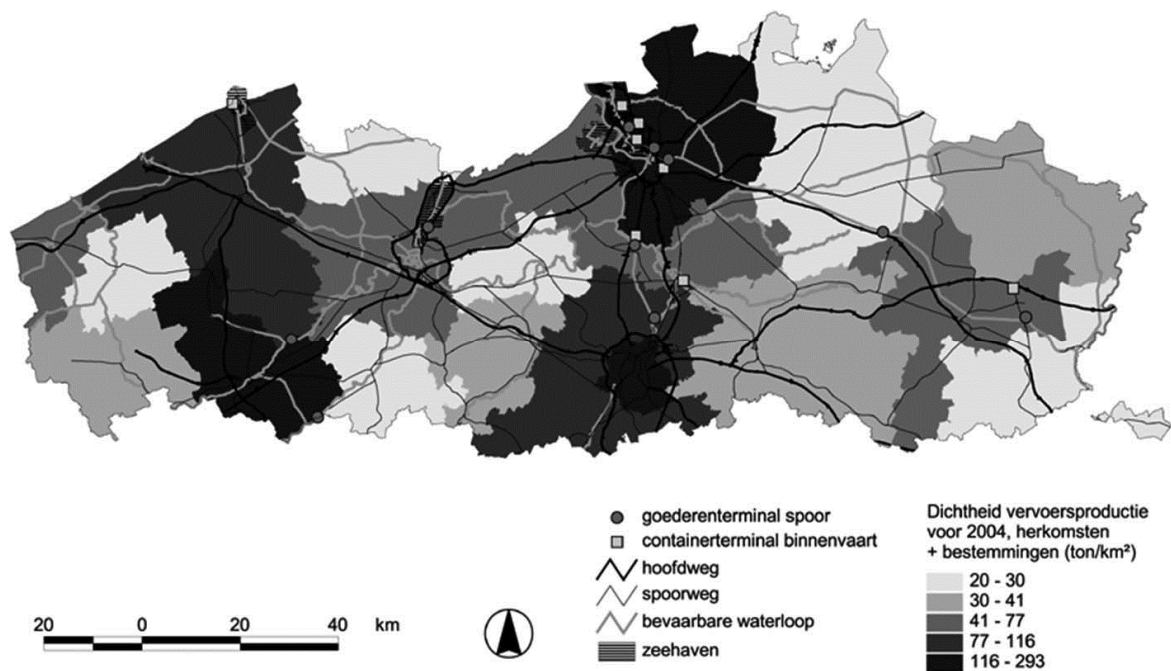 goederenterminal spoor
containerterminal binnenvaart
hoofdweg
spoorweg
bevaarbare waterloop
zeehaven
Dichtheid vervoersproductie
voor 2004, herkomsten
+ bestemmingen (ton/km²)
20 - 30
30 - 41
41 - 77
77 - 116
116 - 293
20 0 20 40 km